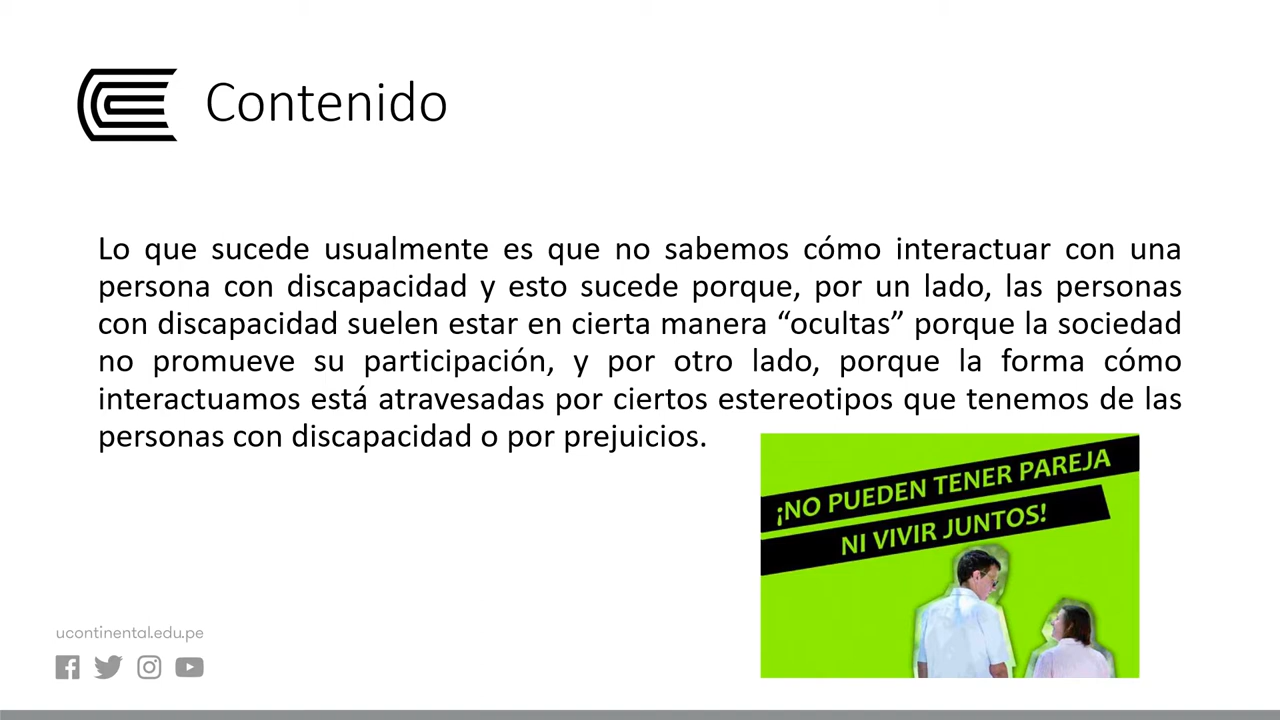 Contenido
Lo que sucede usualmente es que no sabemos cómo interactuar con una
persona con discapacidad y esto sucede porque, por un lado, las personas
con discapacidad suelen estar en cierta manera “ocultas” porque la sociedad
no promueve su participación, y por otro lado, porque la forma cómo
interactuamos está atravesadas por ciertos estereotipos que tenemos de las
personas con discapacidad o por prejuicios.
¡NO PUEDEN TENER PAREJA
NI VIVIR JUNTOS!
ucontinental.edu.pe